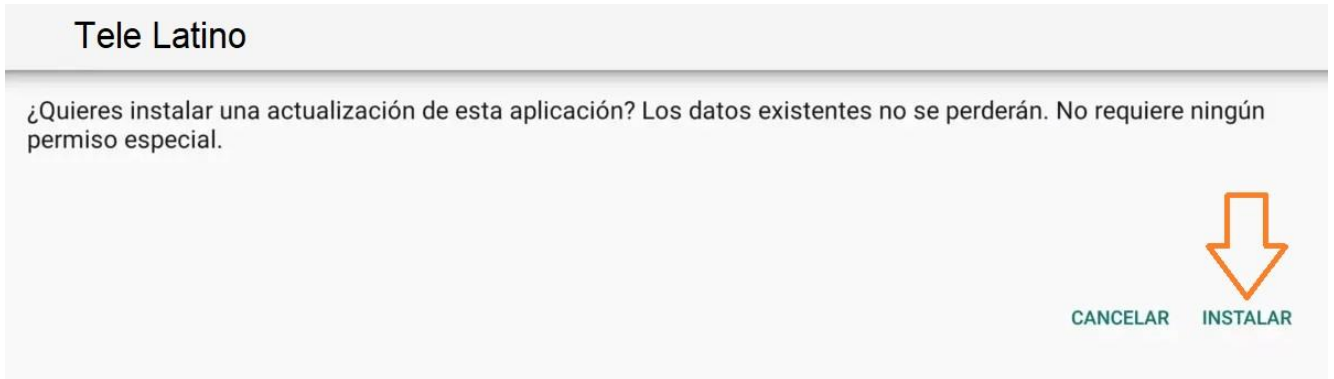 Tele Latino
¿Quieres instalar una actualización de esta aplicación? Los datos existentes no se perderán. No requiere ningún
permiso especial.
CANCELAR INSTALAR